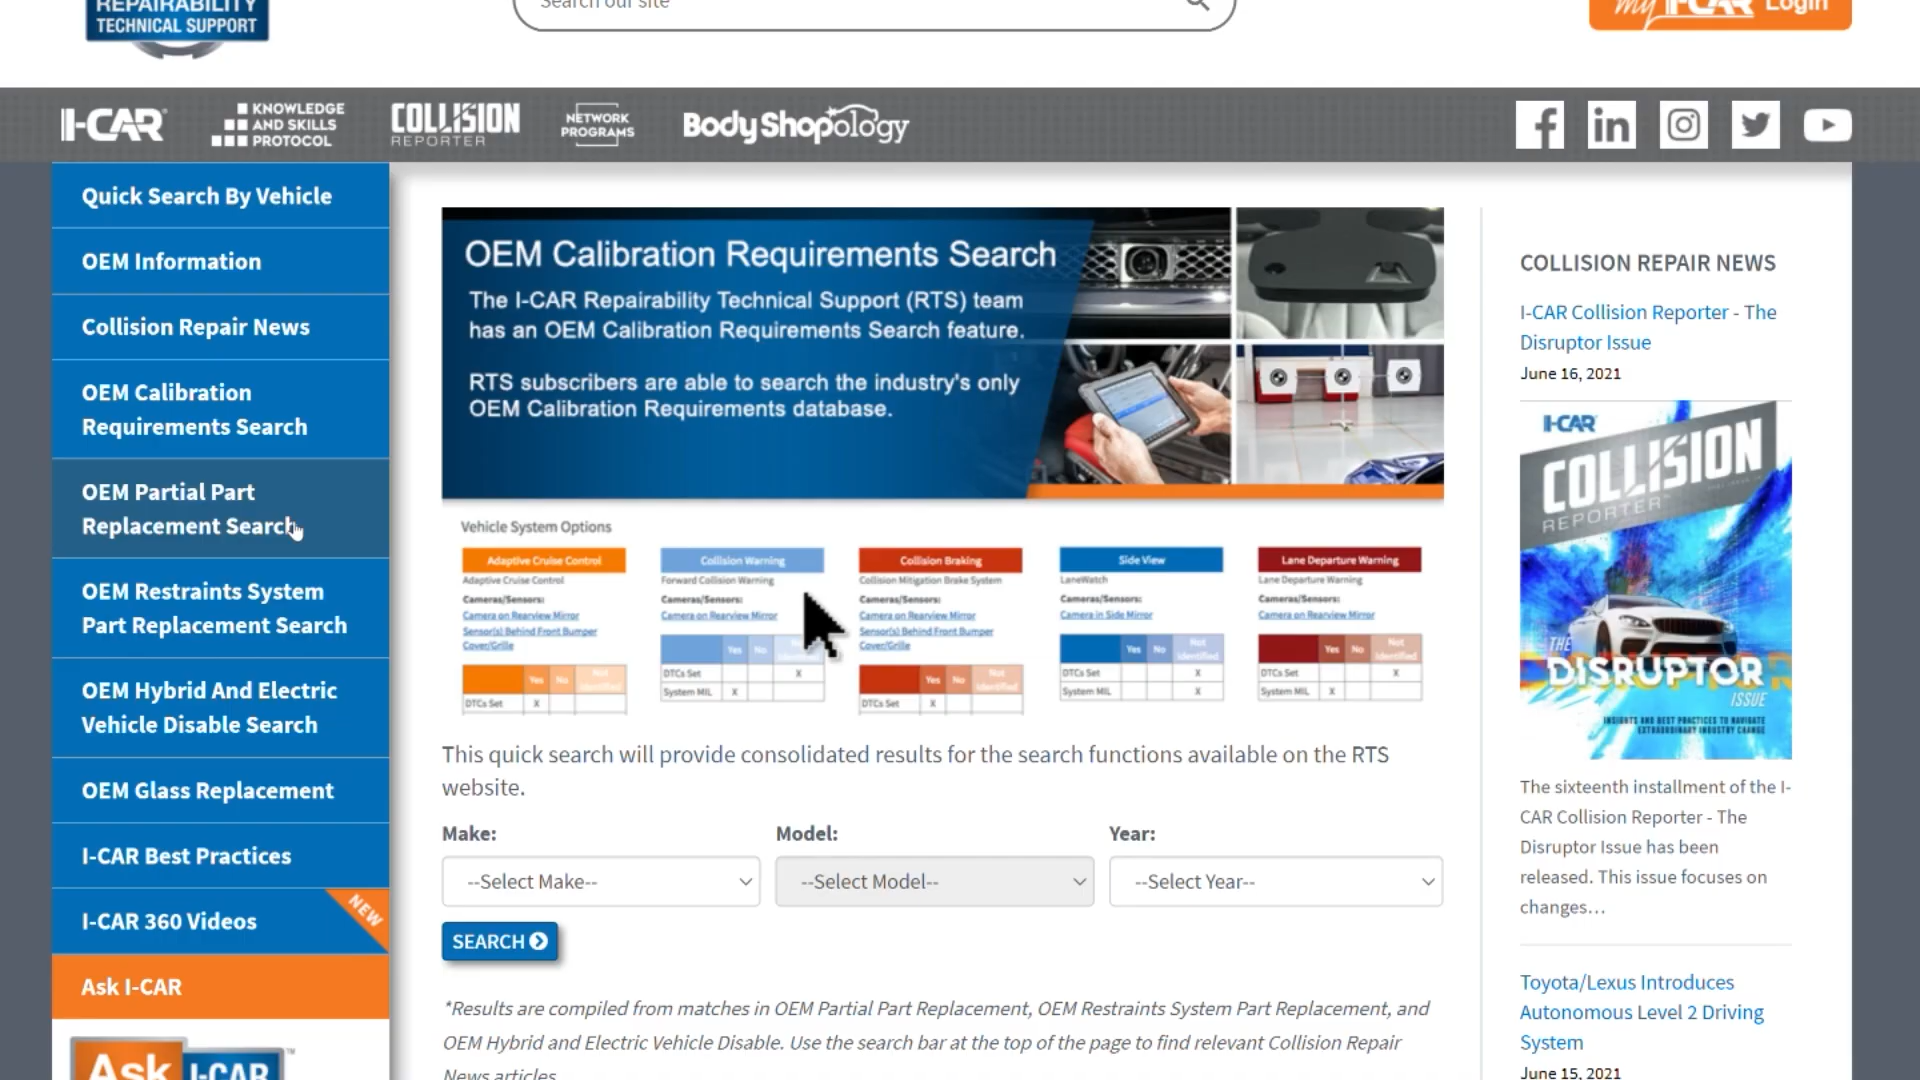 REPAIRABILITY
TECHNICAL SUPPORT
Search our site
my I-CAR Login
I-CAR
KNOWLEDGE
AND SKILLS
PROTOCOL
COLLISION
REPORTER
NETWORK
PROGRAMS
BodyShopology
Quick Search By Vehicle
OEM Information
Collision Repair News
OEM Calibration
Requirements Search
OEM Partial Part
Replacement Search
OEM Restraints System
Part Replacement Search
OEM Hybrid And Electric
Vehicle Disable Search
OEM Glass Replacement
I-CAR Best Practices
I-CAR 360 Videos
NEW
Ask I-CAR
Ask I-CAR™
OEM Calibration Requirements Search
The I-CAR Repairability Technical Support (RTS) team
has an OEM Calibration Requirements Search feature.
RTS subscribers are able to search the industry's only
OEM Calibration Requirements database.
Vehicle System Options
Adaptive Cruise Control
Adaptive Cruise Control
Cameras/Sensors:
Camera on Rearview Mirror
Sensor(s) Behind Front Bumper
Cover/Grille
Yes No Not
Identified
DTCs Set X
Collision Warning
Forward Collision Warning
Cameras/Sensors:
Camera on Rearview Mirror
Yes No
DTCs Set X
System MIL X
Collision Braking
Collision Mitigation Brake System
Cameras/Sensors:
Camera on Rearview Mirror
Sensor(s) Behind Front Bumper
Cover/Grille
Yes No Not
Identified
DTCs Set X
Side View
LaneWatch
Cameras/Sensors:
Camera in Side Mirror
Yes No Not
Identified
DTCs Set X
System MIL X
Lane Departure Warning
Lane Departure Warning
Cameras/Sensors:
Camera on Rearview Mirror
Yes No Not
Identified
DTCs Set X
System MIL X
This quick search will provide consolidated results for the search functions available on the RTS
website.
Make: Model: Year:
--Select Make-- --Select Model-- --Select Year--
SEARCH
*Results are compiled from matches in OEM Partial Part Replacement, OEM Restraints System Part Replacement, and
OEM Hybrid and Electric Vehicle Disable. Use the search bar at the top of the page to find relevant Collision Repair
News articles.
COLLISION REPAIR NEWS
I-CAR Collision Reporter - The
Disruptor Issue
June 16, 2021
I-CAR
COLLISION
REPORTER
THE
DISRUPTOR
ISSUE
INSIGHTS AND BEST PRACTICES TO NAVIGATE
EXTRAORDINARY INDUSTRY CHANGE
The sixteenth installment of the I-
CAR Collision Reporter - The
Disruptor Issue has been
released. This issue focuses on
changes…
Toyota/Lexus Introduces
Autonomous Level 2 Driving
System
June 15, 2021